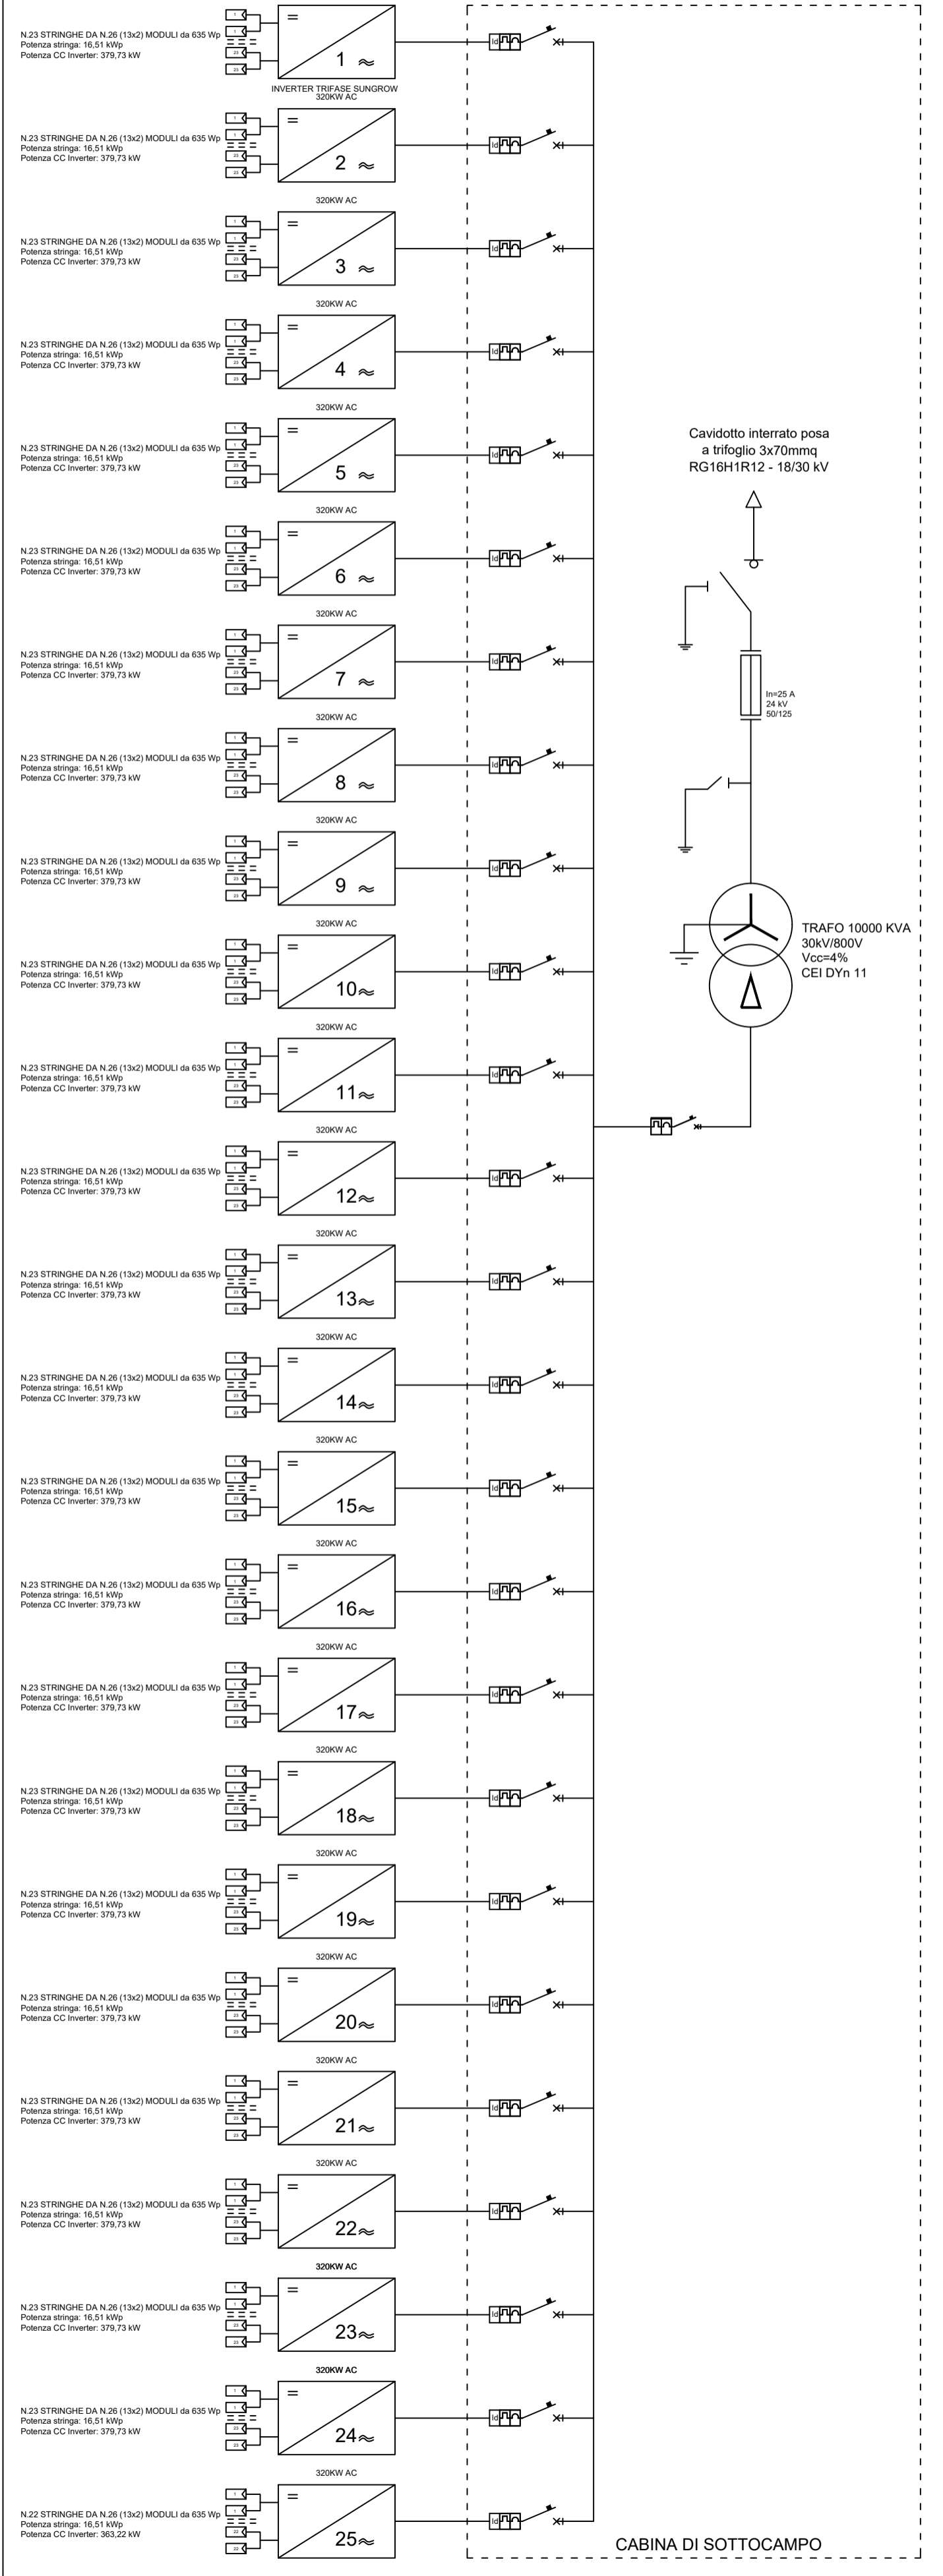 N.23 STRINGHE DA N.26 (13x2) MODULI da 635 Wp
Potenza stringa: 16,51 kWp
Potenza CC Inverter: 379,73 kW
1
Id
INVERTER TRIFASE SUNGROW
320KW AC
N.23 STRINGHE DA N.26 (13x2) MODULI da 635 Wp
Potenza stringa: 16,51 kWp
Potenza CC Inverter: 379,73 kW
2
Id
320KW AC
N.23 STRINGHE DA N.26 (13x2) MODULI da 635 Wp
Potenza stringa: 16,51 kWp
Potenza CC Inverter: 379,73 kW
3
Id
320KW AC
N.23 STRINGHE DA N.26 (13x2) MODULI da 635 Wp
Potenza stringa: 16,51 kWp
Potenza CC Inverter: 379,73 kW
4
Id
320KW AC
N.23 STRINGHE DA N.26 (13x2) MODULI da 635 Wp
Potenza stringa: 16,51 kWp
Potenza CC Inverter: 379,73 kW
5
Id
320KW AC
N.23 STRINGHE DA N.26 (13x2) MODULI da 635 Wp
Potenza stringa: 16,51 kWp
Potenza CC Inverter: 379,73 kW
6
Id
320KW AC
N.23 STRINGHE DA N.26 (13x2) MODULI da 635 Wp
Potenza stringa: 16,51 kWp
Potenza CC Inverter: 379,73 kW
7
Id
320KW AC
N.23 STRINGHE DA N.26 (13x2) MODULI da 635 Wp
Potenza stringa: 16,51 kWp
Potenza CC Inverter: 379,73 kW
8
Id
320KW AC
N.23 STRINGHE DA N.26 (13x2) MODULI da 635 Wp
Potenza stringa: 16,51 kWp
Potenza CC Inverter: 379,73 kW
9
Id
320KW AC
N.23 STRINGHE DA N.26 (13x2) MODULI da 635 Wp
Potenza stringa: 16,51 kWp
Potenza CC Inverter: 379,73 kW
10
Id
320KW AC
N.23 STRINGHE DA N.26 (13x2) MODULI da 635 Wp
Potenza stringa: 16,51 kWp
Potenza CC Inverter: 379,73 kW
11
Id
320KW AC
N.23 STRINGHE DA N.26 (13x2) MODULI da 635 Wp
Potenza stringa: 16,51 kWp
Potenza CC Inverter: 379,73 kW
12
Id
320KW AC
N.23 STRINGHE DA N.26 (13x2) MODULI da 635 Wp
Potenza stringa: 16,51 kWp
Potenza CC Inverter: 379,73 kW
13
Id
320KW AC
N.23 STRINGHE DA N.26 (13x2) MODULI da 635 Wp
Potenza stringa: 16,51 kWp
Potenza CC Inverter: 379,73 kW
14
Id
320KW AC
N.23 STRINGHE DA N.26 (13x2) MODULI da 635 Wp
Potenza stringa: 16,51 kWp
Potenza CC Inverter: 379,73 kW
15
Id
320KW AC
N.23 STRINGHE DA N.26 (13x2) MODULI da 635 Wp
Potenza stringa: 16,51 kWp
Potenza CC Inverter: 379,73 kW
16
Id
320KW AC
N.23 STRINGHE DA N.26 (13x2) MODULI da 635 Wp
Potenza stringa: 16,51 kWp
Potenza CC Inverter: 379,73 kW
17
Id
320KW AC
N.23 STRINGHE DA N.26 (13x2) MODULI da 635 Wp
Potenza stringa: 16,51 kWp
Potenza CC Inverter: 379,73 kW
18
Id
320KW AC
N.23 STRINGHE DA N.26 (13x2) MODULI da 635 Wp
Potenza stringa: 16,51 kWp
Potenza CC Inverter: 379,73 kW
19
Id
320KW AC
N.23 STRINGHE DA N.26 (13x2) MODULI da 635 Wp
Potenza stringa: 16,51 kWp
Potenza CC Inverter: 379,73 kW
20
Id
320KW AC
N.23 STRINGHE DA N.26 (13x2) MODULI da 635 Wp
Potenza stringa: 16,51 kWp
Potenza CC Inverter: 379,73 kW
21
Id
320KW AC
N.23 STRINGHE DA N.26 (13x2) MODULI da 635 Wp
Potenza stringa: 16,51 kWp
Potenza CC Inverter: 379,73 kW
22
Id
320KW AC
N.23 STRINGHE DA N.26 (13x2) MODULI da 635 Wp
Potenza stringa: 16,51 kWp
Potenza CC Inverter: 379,73 kW
23
Id
320KW AC
N.23 STRINGHE DA N.26 (13x2) MODULI da 635 Wp
Potenza stringa: 16,51 kWp
Potenza CC Inverter: 379,73 kW
24
Id
320KW AC
N.22 STRINGHE DA N.26 (13x2) MODULI da 635 Wp
Potenza stringa: 16,51 kWp
Potenza CC Inverter: 363,22 kW
25
Id
Cavidotto interrato posa
a trifoglio 3x70mmq
RG16H1R12 - 18/30 kV
In=25 A
24 kV
50/125
TRAFO 10000 KVA
30kV/800V
Vcc=4%
CEI DYn 11
CABINA DI SOTTOCAMPO